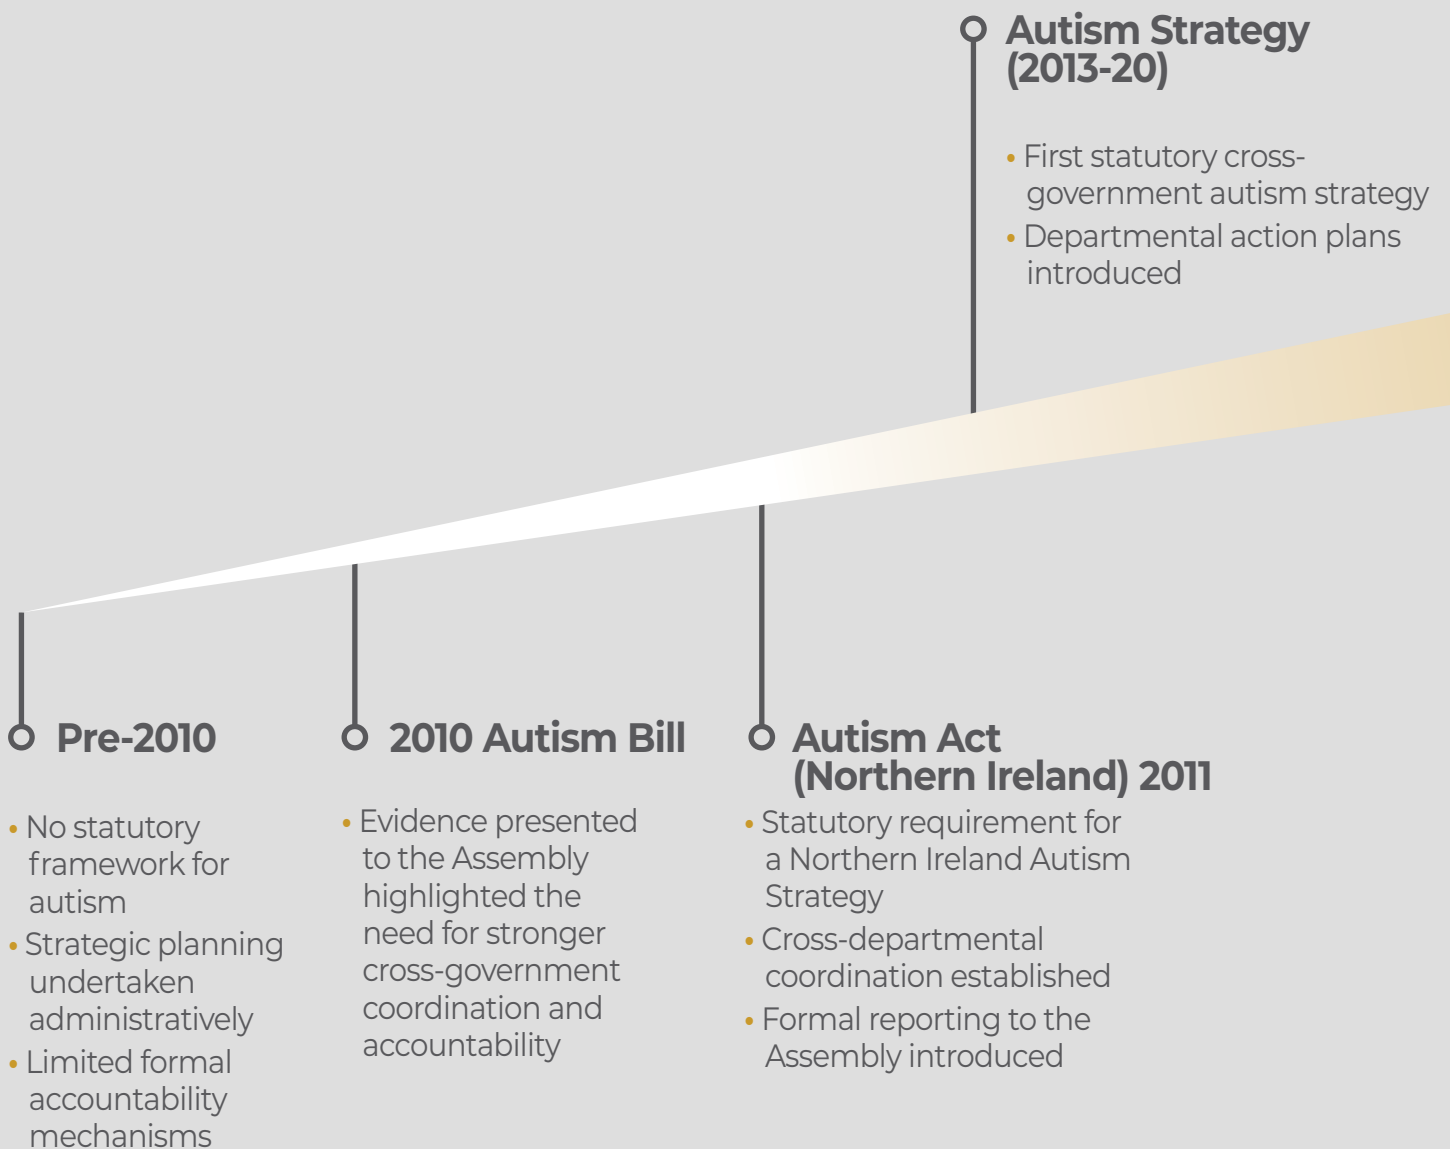 Autism Strategy
(2013-20)
• First statutory cross-
government autism strategy
• Departmental action plans
introduced
Pre-2010
• No statutory
framework for
autism
• Strategic planning
undertaken
administratively
• Limited formal
accountability
mechanisms
2010 Autism Bill
• Evidence presented
to the Assembly
highlighted the
need for stronger
cross-government
coordination and
accountability
Autism Act
(Northern Ireland) 2011
• Statutory requirement for
a Northern Ireland Autism
Strategy
• Cross-departmental
coordination established
• Formal reporting to the
Assembly introduced